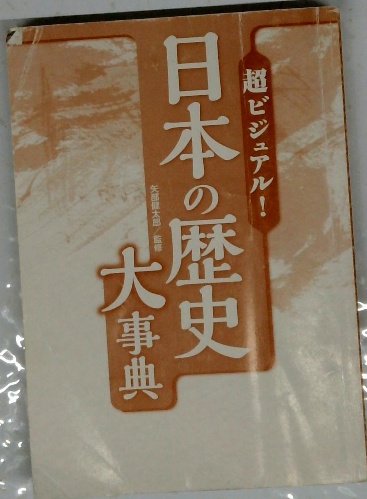 超ビジュアル!
日本の歴史
大事典
矢部健太郎/監修